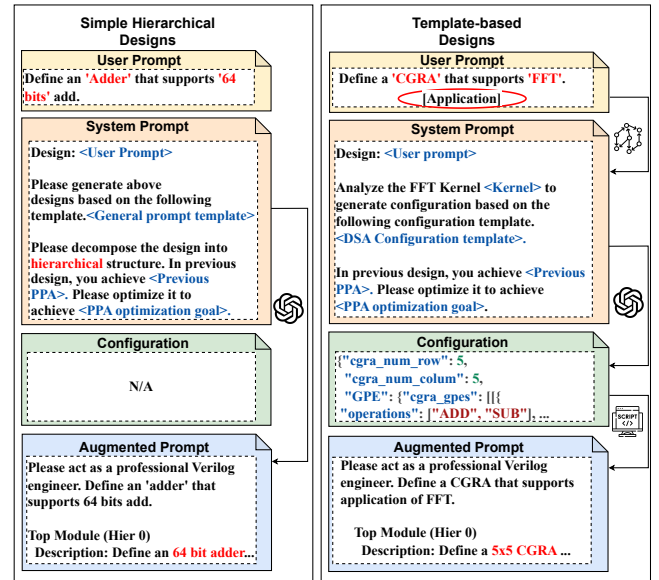 Simple Hierarchical
Designs
User Prompt
Define an 'Adder' that supports '64
bits' add.
System Prompt
Design: <User Prompt>
Please generate above
designs based on the following
template.<General prompt template>
Please decompose the design into
hierarchical structure. In previous
design, you achieve <Previous
PPA>. Please optimize it to
achieve <PPA optimization goal>.
Configuration
N/A
Augmented Prompt
Please act as a professional Verilog
engineer. Define an 'adder' that
supports 64 bits add.
Top Module (Hier 0)
Description: Define an 64 bit adder...
Template-based
Designs
User Prompt
Define a 'CGRA' that supports 'FFT'.
[Application]
System Prompt
Design: <User prompt>
Analyze the FFT Kernel <Kernel> to
generate configuration based on the
following configuration template.
<DSA Configuration template>.
In previous design, you achieve <Previous
PPA>. Please optimize it to achieve
<PPA optimization goal>.
Configuration
{"cgra_num_row": 5,
"cgra_num_colum": 5,
"GPE": {"cgra_gpes": [[{
"operations": ["ADD", "SUB"], ...
SCRIPT
</>
Augmented Prompt
Please act as a professional Verilog
engineer. Define a CGRA that supports
application of FFT.
Top Module (Hier 0)
Description: Define a 5x5 CGRA ...